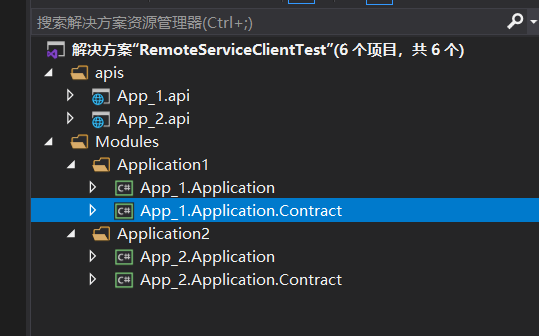 搜索解决方案资源管理器(Ctrl+;)
解决方案“RemoteServiceClientTest”(6 个项目，共 6 个)
apis
App_1.api
App_2.api
Modules
Application1
C# App_1.Application
C# App_1.Application.Contract
Application2
C# App_2.Application
C# App_2.Application.Contract